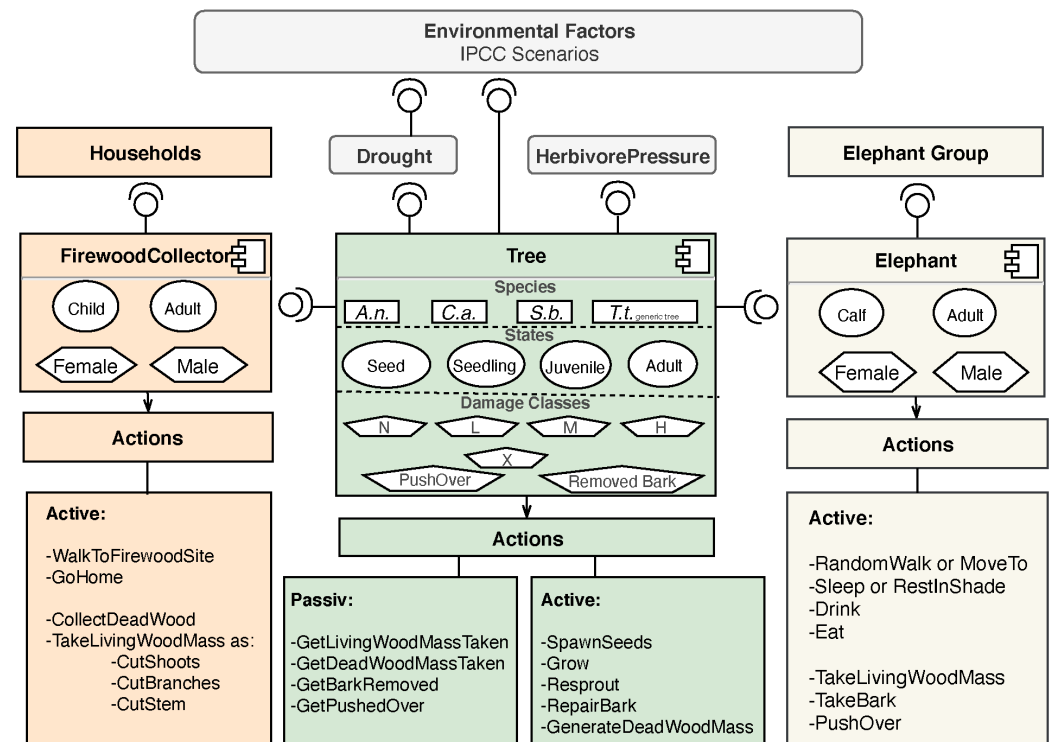 Environmental Factors
IPCC Scenarios
Households
Drought
HerbivorePressure
Elephant Group
FirewoodCollector
Child
Adult
Female
Male
Actions
Active:
-WalkToFirewoodSite
-GoHome
-CollectDeadWood
-TakeLivingWoodMass as:
-CutShoots
-CutBranches
-CutStem
Tree
Species
A.n.
C.a.
S.b.
T.t. generic tree
States
Seed
Seedling
Juvenile
Adult
Damage Classes
N
L
M
H
X
PushOver
Removed Bark
Actions
Passiv:
-GetLivingWoodMassTaken
-GetDeadWoodMassTaken
-GetBarkRemoved
-GetPushedOver
Active:
-SpawnSeeds
-Grow
-Resprout
-RepairBark
-GenerateDeadWoodMass
Elephant
Calf
Adult
Female
Male
Actions
Active:
-RandomWalk or MoveTo
-Sleep or RestInShade
-Drink
-Eat
-TakeLivingWoodMass
-TakeBark
-PushOver